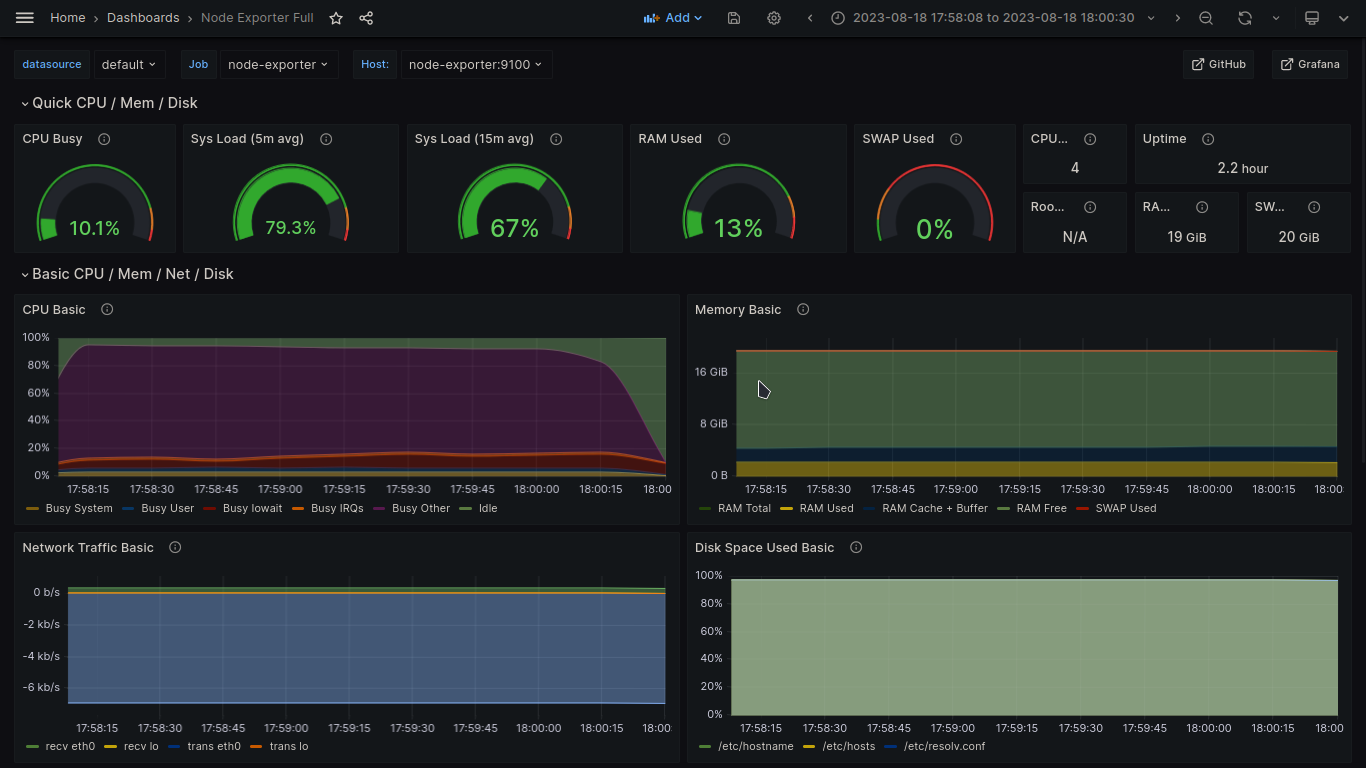 Home › Dashboards › Node Exporter Full Add 2023-08-18 17:58:08 to 2023-08-18 18:00:30
datasource default Job node-exporter Host: node-exporter:9100 GitHub Grafana
Quick CPU / Mem / Disk
CPU Busy Sys Load (5m avg) Sys Load (15m avg) RAM Used SWAP Used CPU... Uptime
4 2.2 hour
10.1% 79.3% 67% 13% 0%
Roo... RA... SW...
N/A 19 GiB 20 GiB
Basic CPU / Mem / Net / Disk
CPU Basic
100%
80%
60%
40%
20%
0%
17:58:15 17:58:30 17:58:45 17:59:00 17:59:15 17:59:30 17:59:45 18:00:00 18:00:15 18:00
Busy System Busy User Busy Iowait Busy IRQs Busy Other Idle
Memory Basic
16 GiB
8 GiB
0 B
17:58:15 17:58:30 17:58:45 17:59:00 17:59:15 17:59:30 17:59:45 18:00:00 18:00:15 18:00
RAM Total RAM Used RAM Cache + Buffer RAM Free SWAP Used
Network Traffic Basic
0 b/s
-2 kb/s
-4 kb/s
-6 kb/s
17:58:15 17:58:30 17:58:45 17:59:00 17:59:15 17:59:30 17:59:45 18:00:00 18:00:15 18:00
recv eth0 recv lo trans eth0 trans lo
Disk Space Used Basic
100%
80%
60%
40%
20%
0%
17:58:15 17:58:30 17:58:45 17:59:00 17:59:15 17:59:30 17:59:45 18:00:00 18:00:15 18:00
/etc/hostname /etc/hosts /etc/resolv.conf